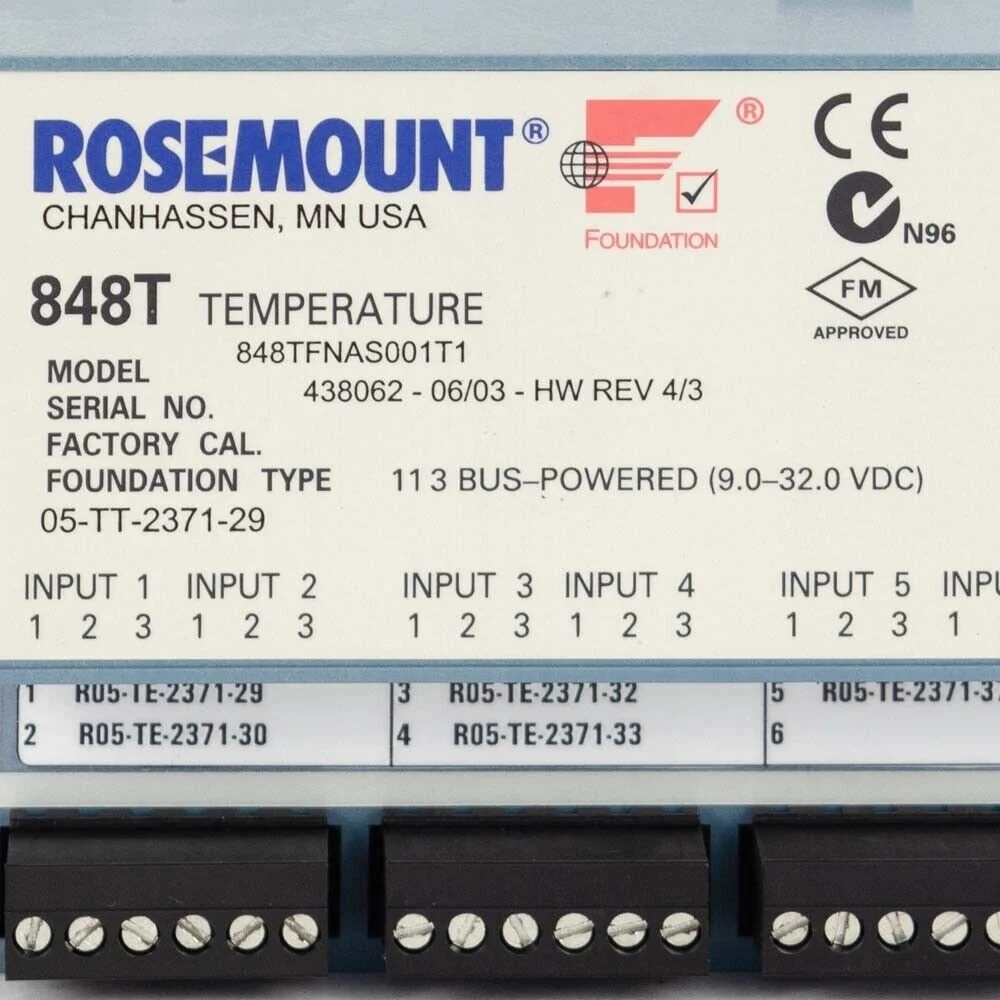 ROSEMOUNT®
CHANHASSEN, MN USA
®
FOUNDATION
CE
N96
FM
APPROVED
848T TEMPERATURE
MODEL 848TFNAS001T1
SERIAL NO. 438062 - 06/03 - HW REV 4/3
FACTORY CAL.
FOUNDATION TYPE 113 BUS–POWERED (9.0–32.0 VDC)
05-TT-2371-29
INPUT 1 INPUT 2 INPUT 3 INPUT 4 INPUT 5
1 2 3 1 2 3 1 2 3 1 2 3 1 2 3 1
1 R05-TE-2371-29 3 R05-TE-2371-32 5
2 R05-TE-2371-30 4 R05-TE-2371-33 6